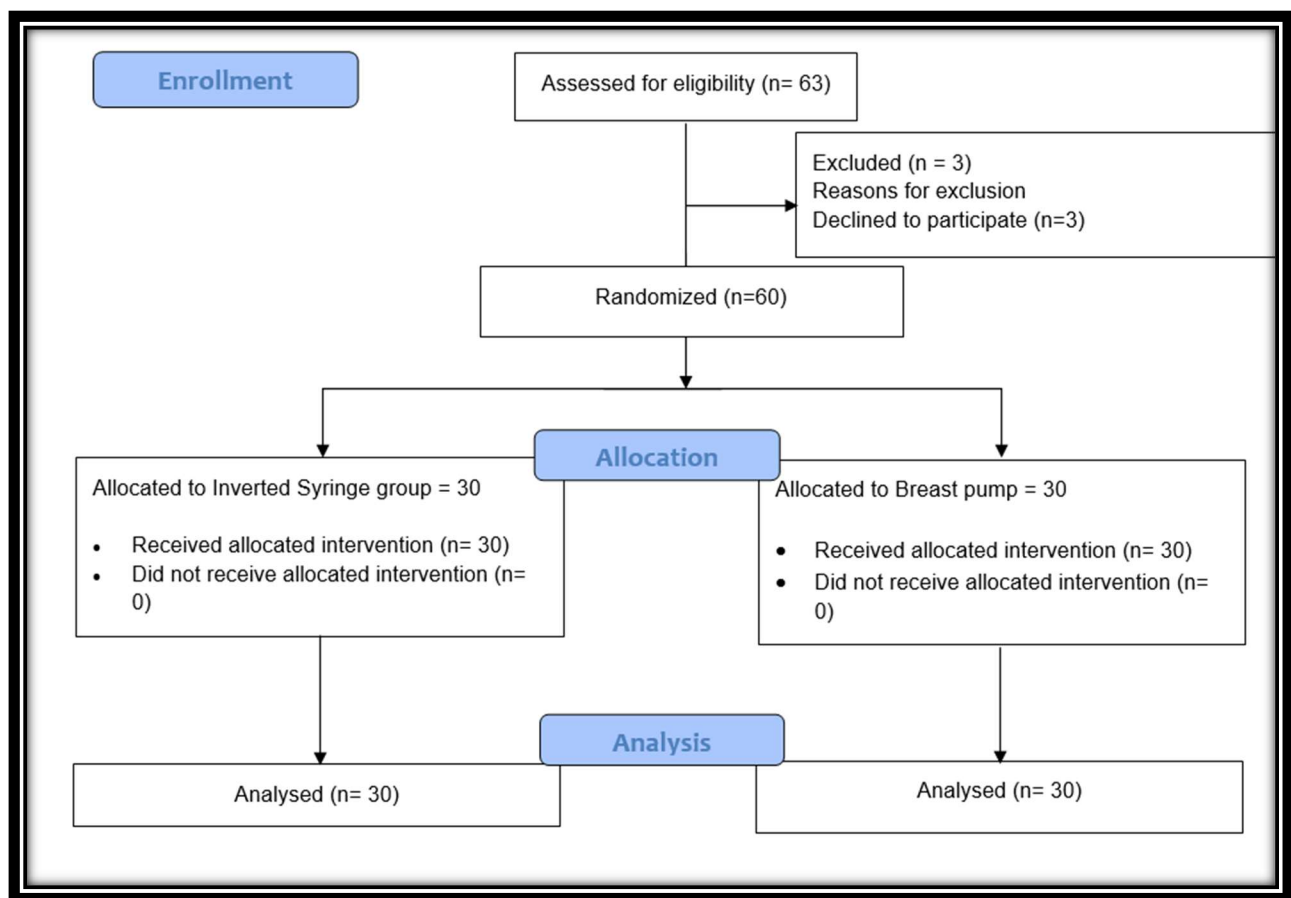 Enrollment
Assessed for eligibility (n= 63)
Excluded (n = 3)
Reasons for exclusion
Declined to participate (n=3)
Randomized (n=60)
Allocation
Allocated to Inverted Syringe group = 30
• Received allocated intervention (n= 30)
• Did not receive allocated intervention (n=
0)
Allocated to Breast pump = 30
• Received allocated intervention (n= 30)
• Did not receive allocated intervention (n=
0)
Analysis
Analysed (n= 30)
Analysed (n= 30)